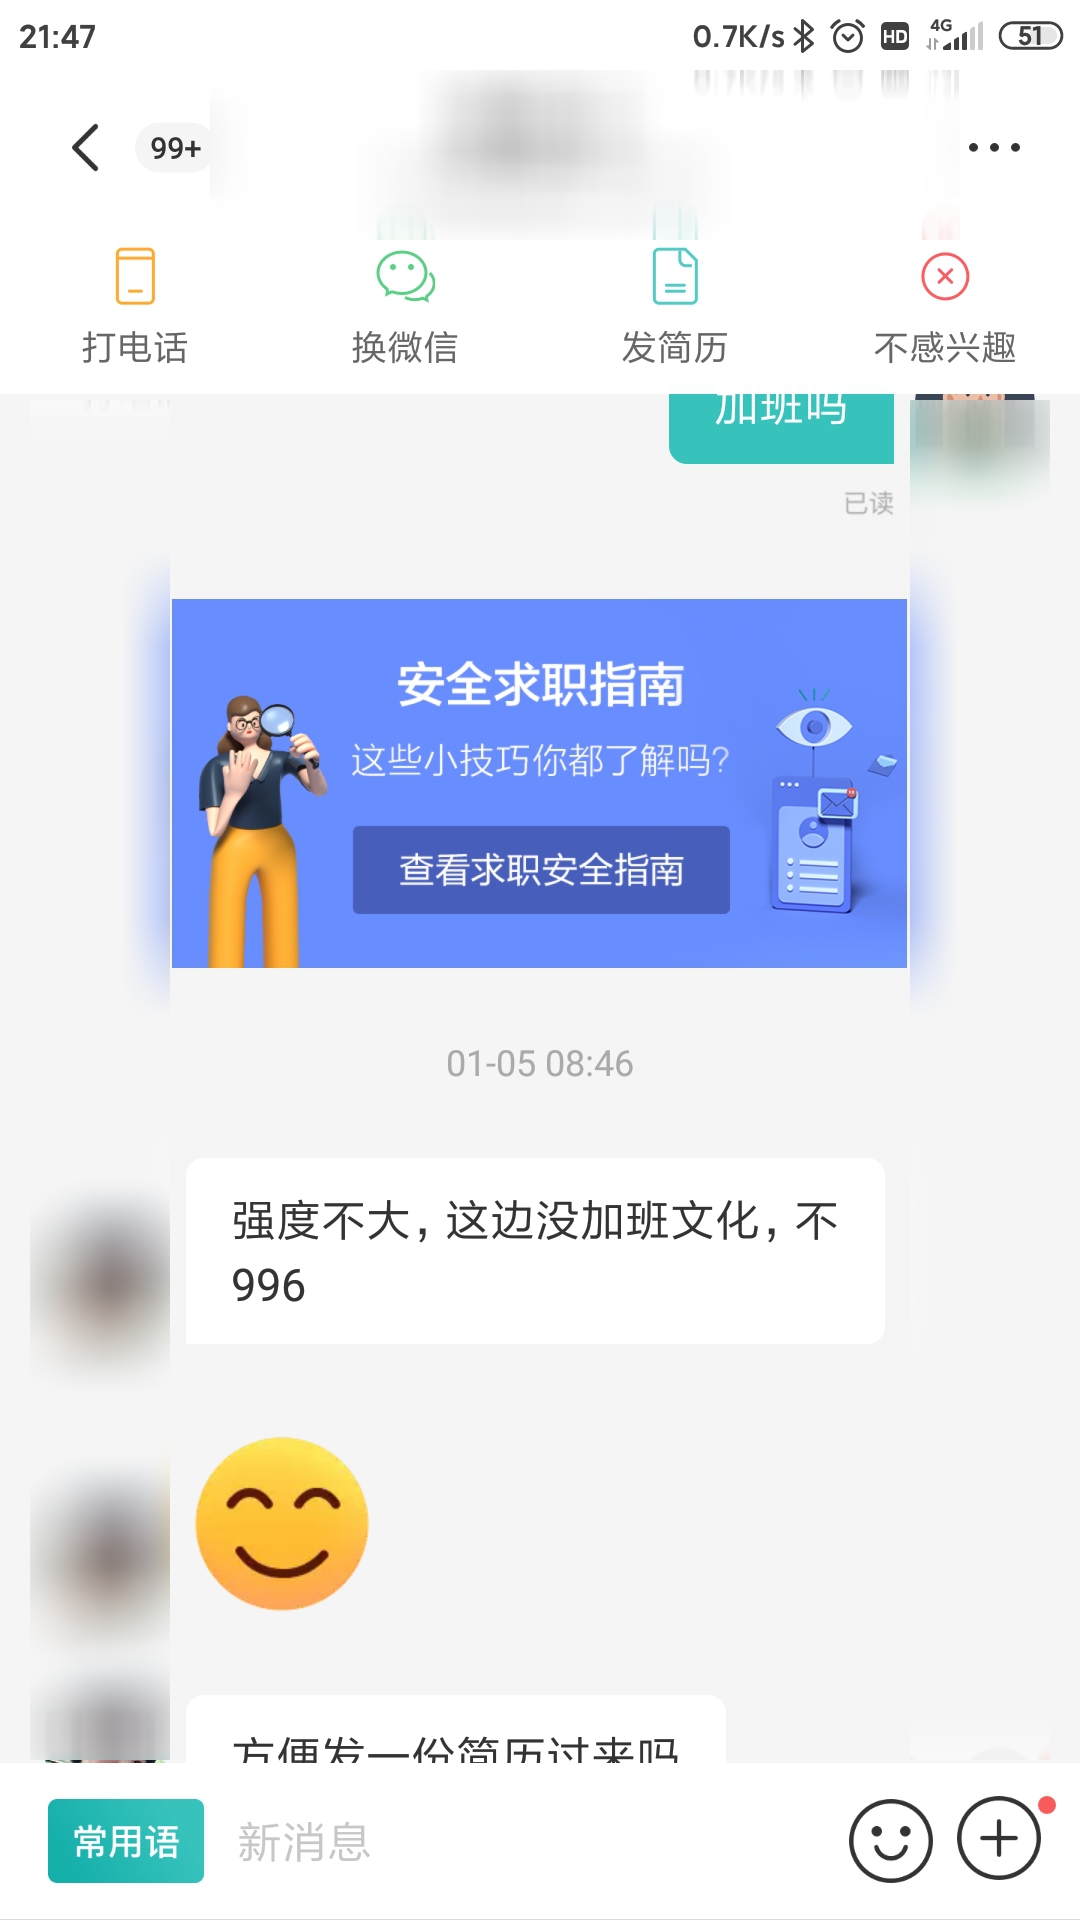 21:47
0.7K/s HD 4G 51
99+
打电话 换微信 发简历 不感兴趣
加班吗
已读
安全求职指南
这些小技巧你都了解吗?
查看求职安全指南
01-05 08:46
强度不大，这边没加班文化，不
996
方便发一份简历过来吗
常用语 新消息